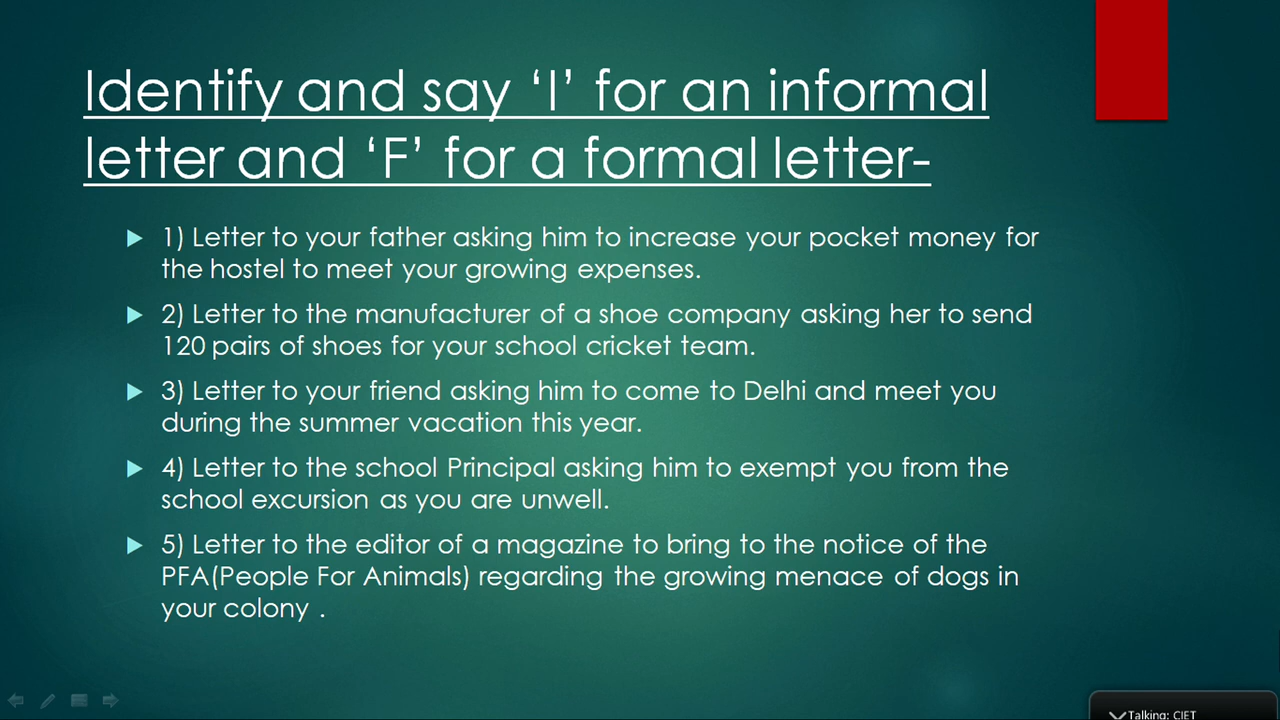 Identify and say ‘I’ for an informal
letter and ‘F’ for a formal letter-
1) Letter to your father asking him to increase your pocket money for
the hostel to meet your growing expenses.
2) Letter to the manufacturer of a shoe company asking her to send
120 pairs of shoes for your school cricket team.
3) Letter to your friend asking him to come to Delhi and meet you
during the summer vacation this year.
4) Letter to the school Principal asking him to exempt you from the
school excursion as you are unwell.
5) Letter to the editor of a magazine to bring to the notice of the
PFA(People For Animals) regarding the growing menace of dogs in
your colony .
Talking: CIET